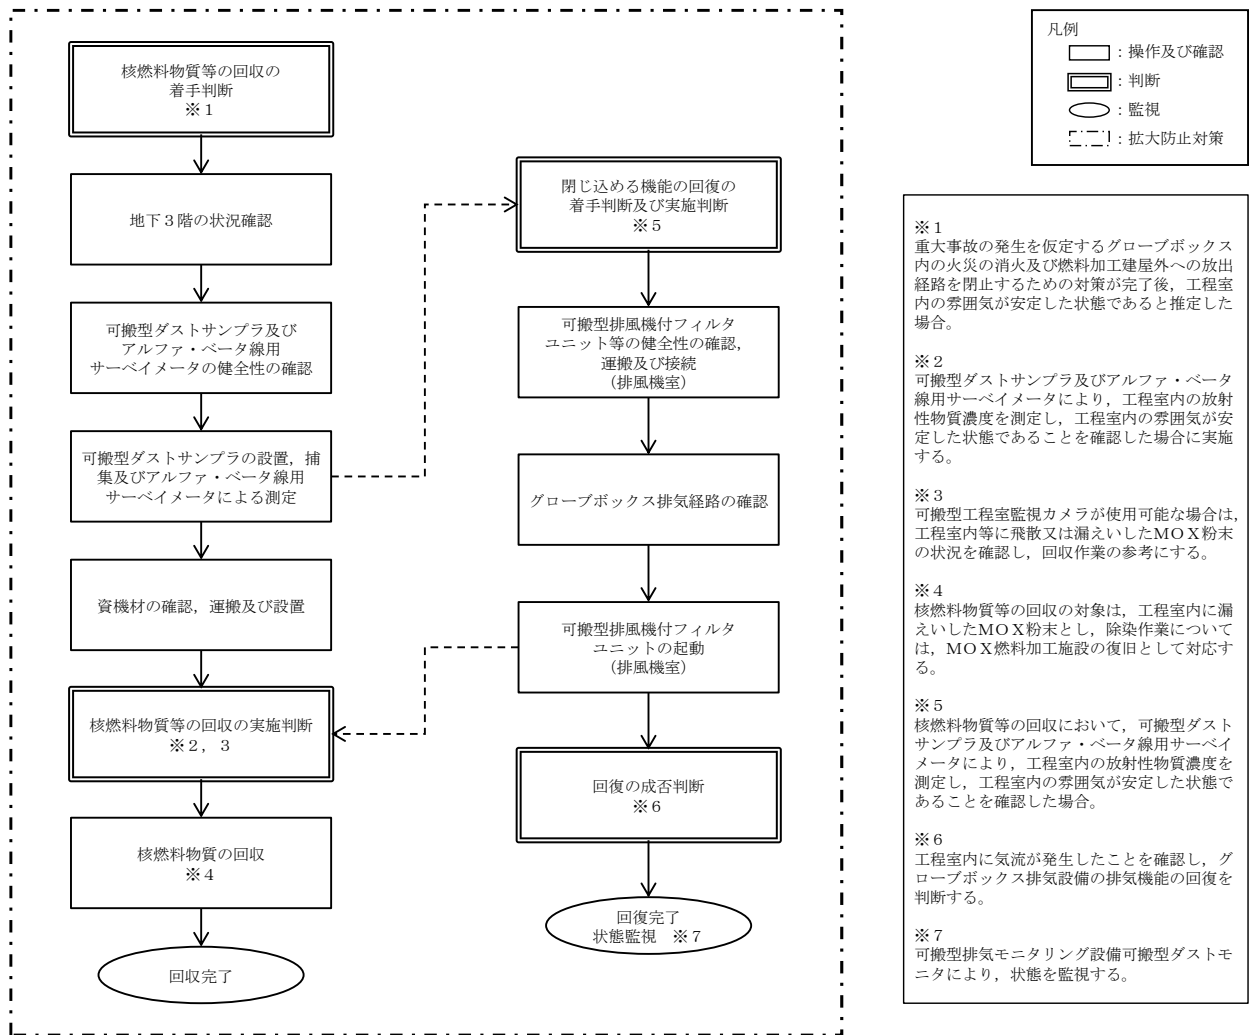 核燃料物質等の回収の
着手判断
※1
地下3階の状況確認
可搬型ダストサンプラ及び
アルファ・ベータ線用
サーベイメータの健全性の確認
可搬型ダストサンプラの設置，捕
集及びアルファ・ベータ線用
サーベイメータによる測定
資機材の確認，運搬及び設置
核燃料物質等の回収の実施判断
※2，3
核燃料物質の回収
※4
回収完了
閉じ込める機能の回復の
着手判断及び実施判断
※5
可搬型排風機付フィルタ
ユニット等の健全性の確認，
運搬及び接続
（排風機室）
グローブボックス排気経路の確認
可搬型排風機付フィルタ
ユニットの起動
（排風機室）
回復の成否判断
※6
回復完了
状態監視　※7
凡例
：操作及び確認
：判断
：監視
：拡大防止対策
※1
重大事故の発生を仮定するグローブボックス
内の火災の消火及び燃料加工建屋外への放出
経路を閉止するための対策が完了後，工程室
内の雰囲気が安定した状態であると推定した
場合。
※2
可搬型ダストサンプラ及びアルファ・ベータ
線用サーベイメータにより，工程室内の放射
性物質濃度を測定し，工程室内の雰囲気が安
定した状態であることを確認した場合に実施
する。
※3
可搬型工程室監視カメラが使用可能な場合は，
工程室内等に飛散又は漏えいしたMOX粉末
の状況を確認し，回収作業の参考にする。
※4
核燃料物質等の回収の対象は，工程室内に漏
えいしたMOX粉末とし，除染作業について
は，MOX燃料加工施設の復旧として対応す
る。
※5
核燃料物質等の回収において，可搬型ダスト
サンプラ及びアルファ・ベータ線用サーベイ
メータにより，工程室内の放射性物質濃度を
測定し，工程室内の雰囲気が安定した状態で
あることを確認した場合。
※6
工程室内に気流が発生したことを確認し，グ
ローブボックス排気設備の排気機能の回復を
判断する。
※7
可搬型排気モニタリング設備可搬型ダストモ
ニタにより，状態を監視する。